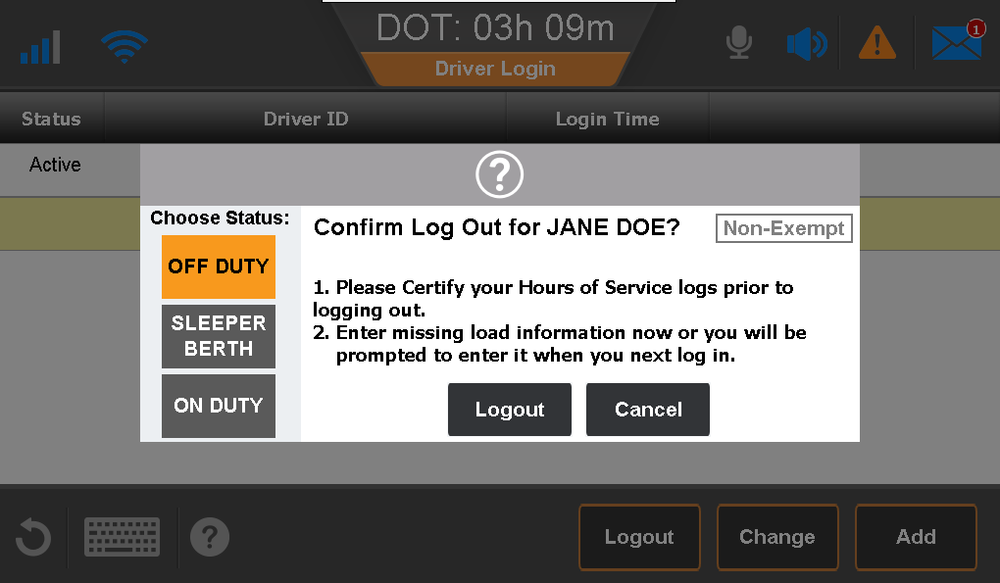 DOT: 03h 09m
1
Driver Login
Status Driver ID Login Time
Active
?
Choose Status:
Confirm Log Out for JANE DOE?
Non-Exempt
OFF DUTY
1. Please Certify your Hours of Service logs prior to
logging out.
SLEEPER
BERTH
2. Enter missing load information now or you will be
prompted to enter it when you next log in.
ON DUTY
Logout Cancel
?
Logout Change Add